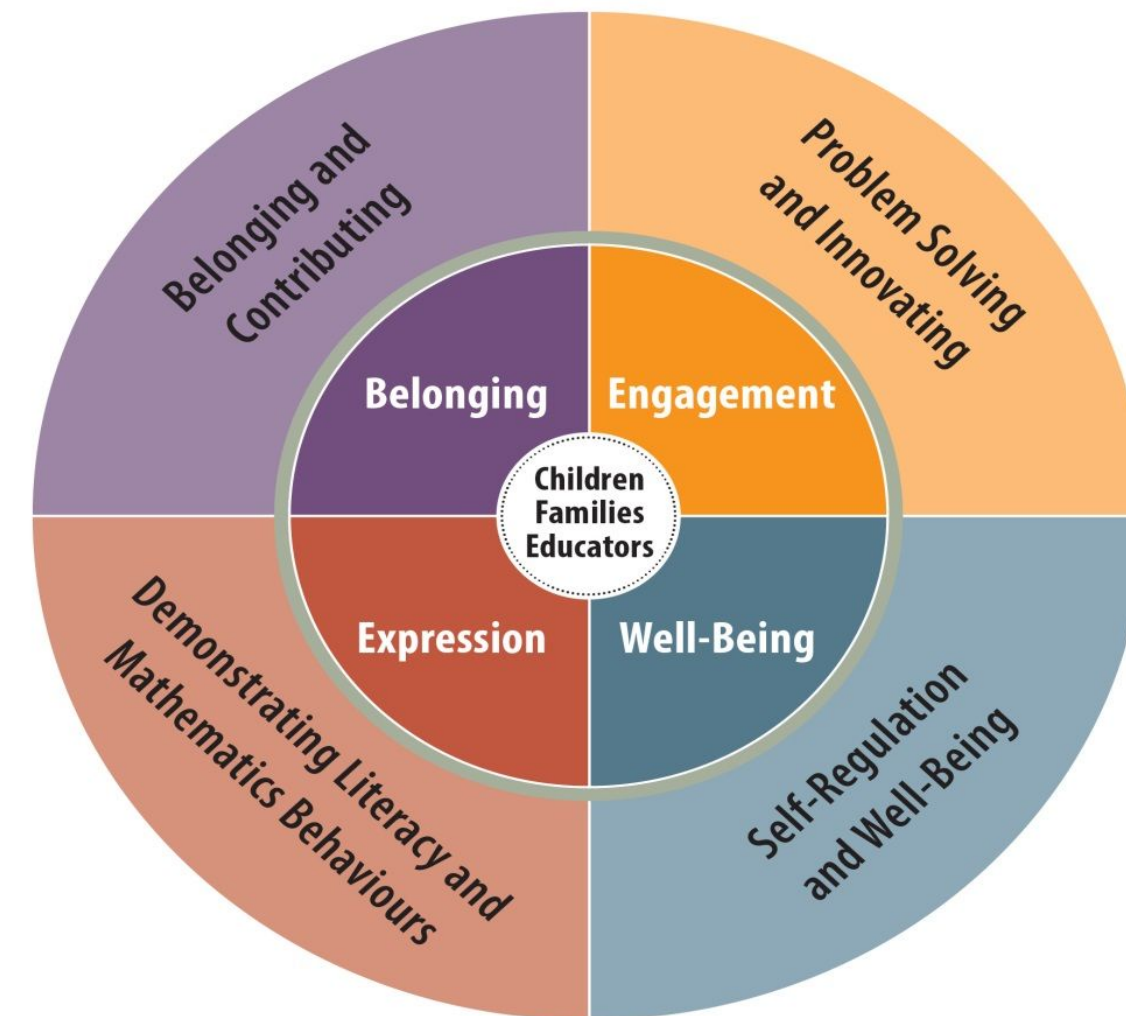 Belonging and
Contributing
Problem Solving
and Innovating
Belonging
Engagement
Children
Families
Educators
Expression
Well-Being
Demonstrating Literacy and
Mathematics Behaviours
Self-Regulation
and Well-Being